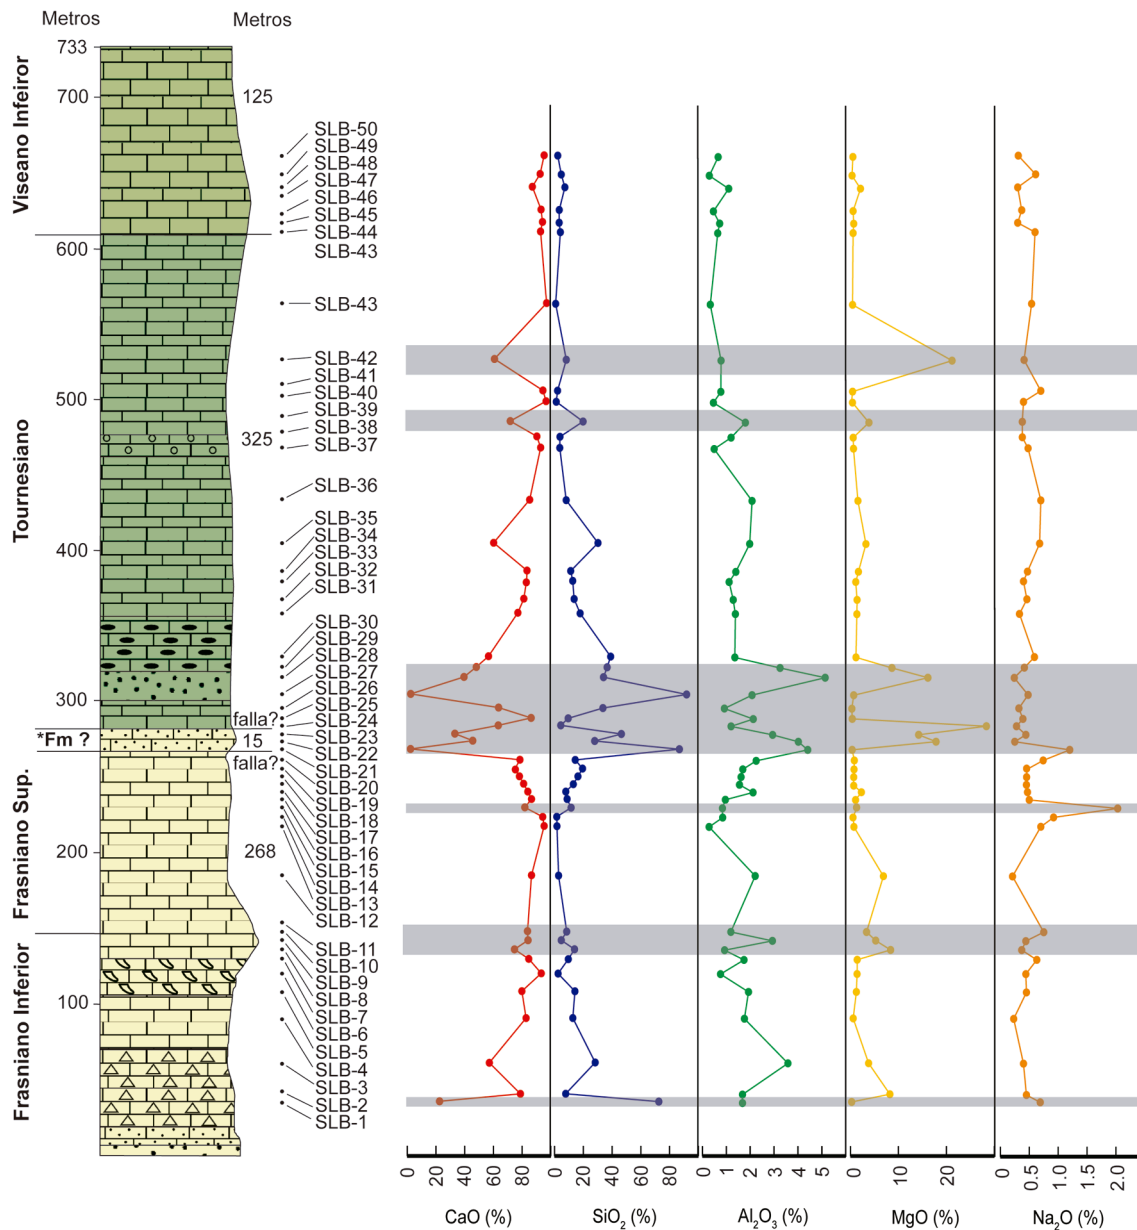 Metros
Metros
733
700
600
500
400
300
200
100
125
325
falla?
15
falla?
268
Viseano Infeiror
Tournesiano
*Fm ?
Frasniano Sup.
Frasniano Inferior
SLB-50
SLB-49
SLB-48
SLB-47
SLB-46
SLB-45
SLB-44
SLB-43
SLB-43
SLB-42
SLB-41
SLB-40
SLB-39
SLB-38
SLB-37
SLB-36
SLB-35
SLB-34
SLB-33
SLB-32
SLB-31
SLB-30
SLB-29
SLB-28
SLB-27
SLB-26
SLB-25
SLB-24
SLB-23
SLB-22
SLB-21
SLB-20
SLB-19
SLB-18
SLB-17
SLB-16
SLB-15
SLB-14
SLB-13
SLB-12
SLB-11
SLB-10
SLB-9
SLB-8
SLB-7
SLB-6
SLB-5
SLB-4
SLB-3
SLB-2
SLB-1
0 20 40 60 80
0 20 40 60 80
0 1 2 3 4 5
0 10 20
0 0.5 1.0 1.5 2.0
CaO (%)
SiO₂ (%)
Al₂O₃ (%)
MgO (%)
Na₂O (%)